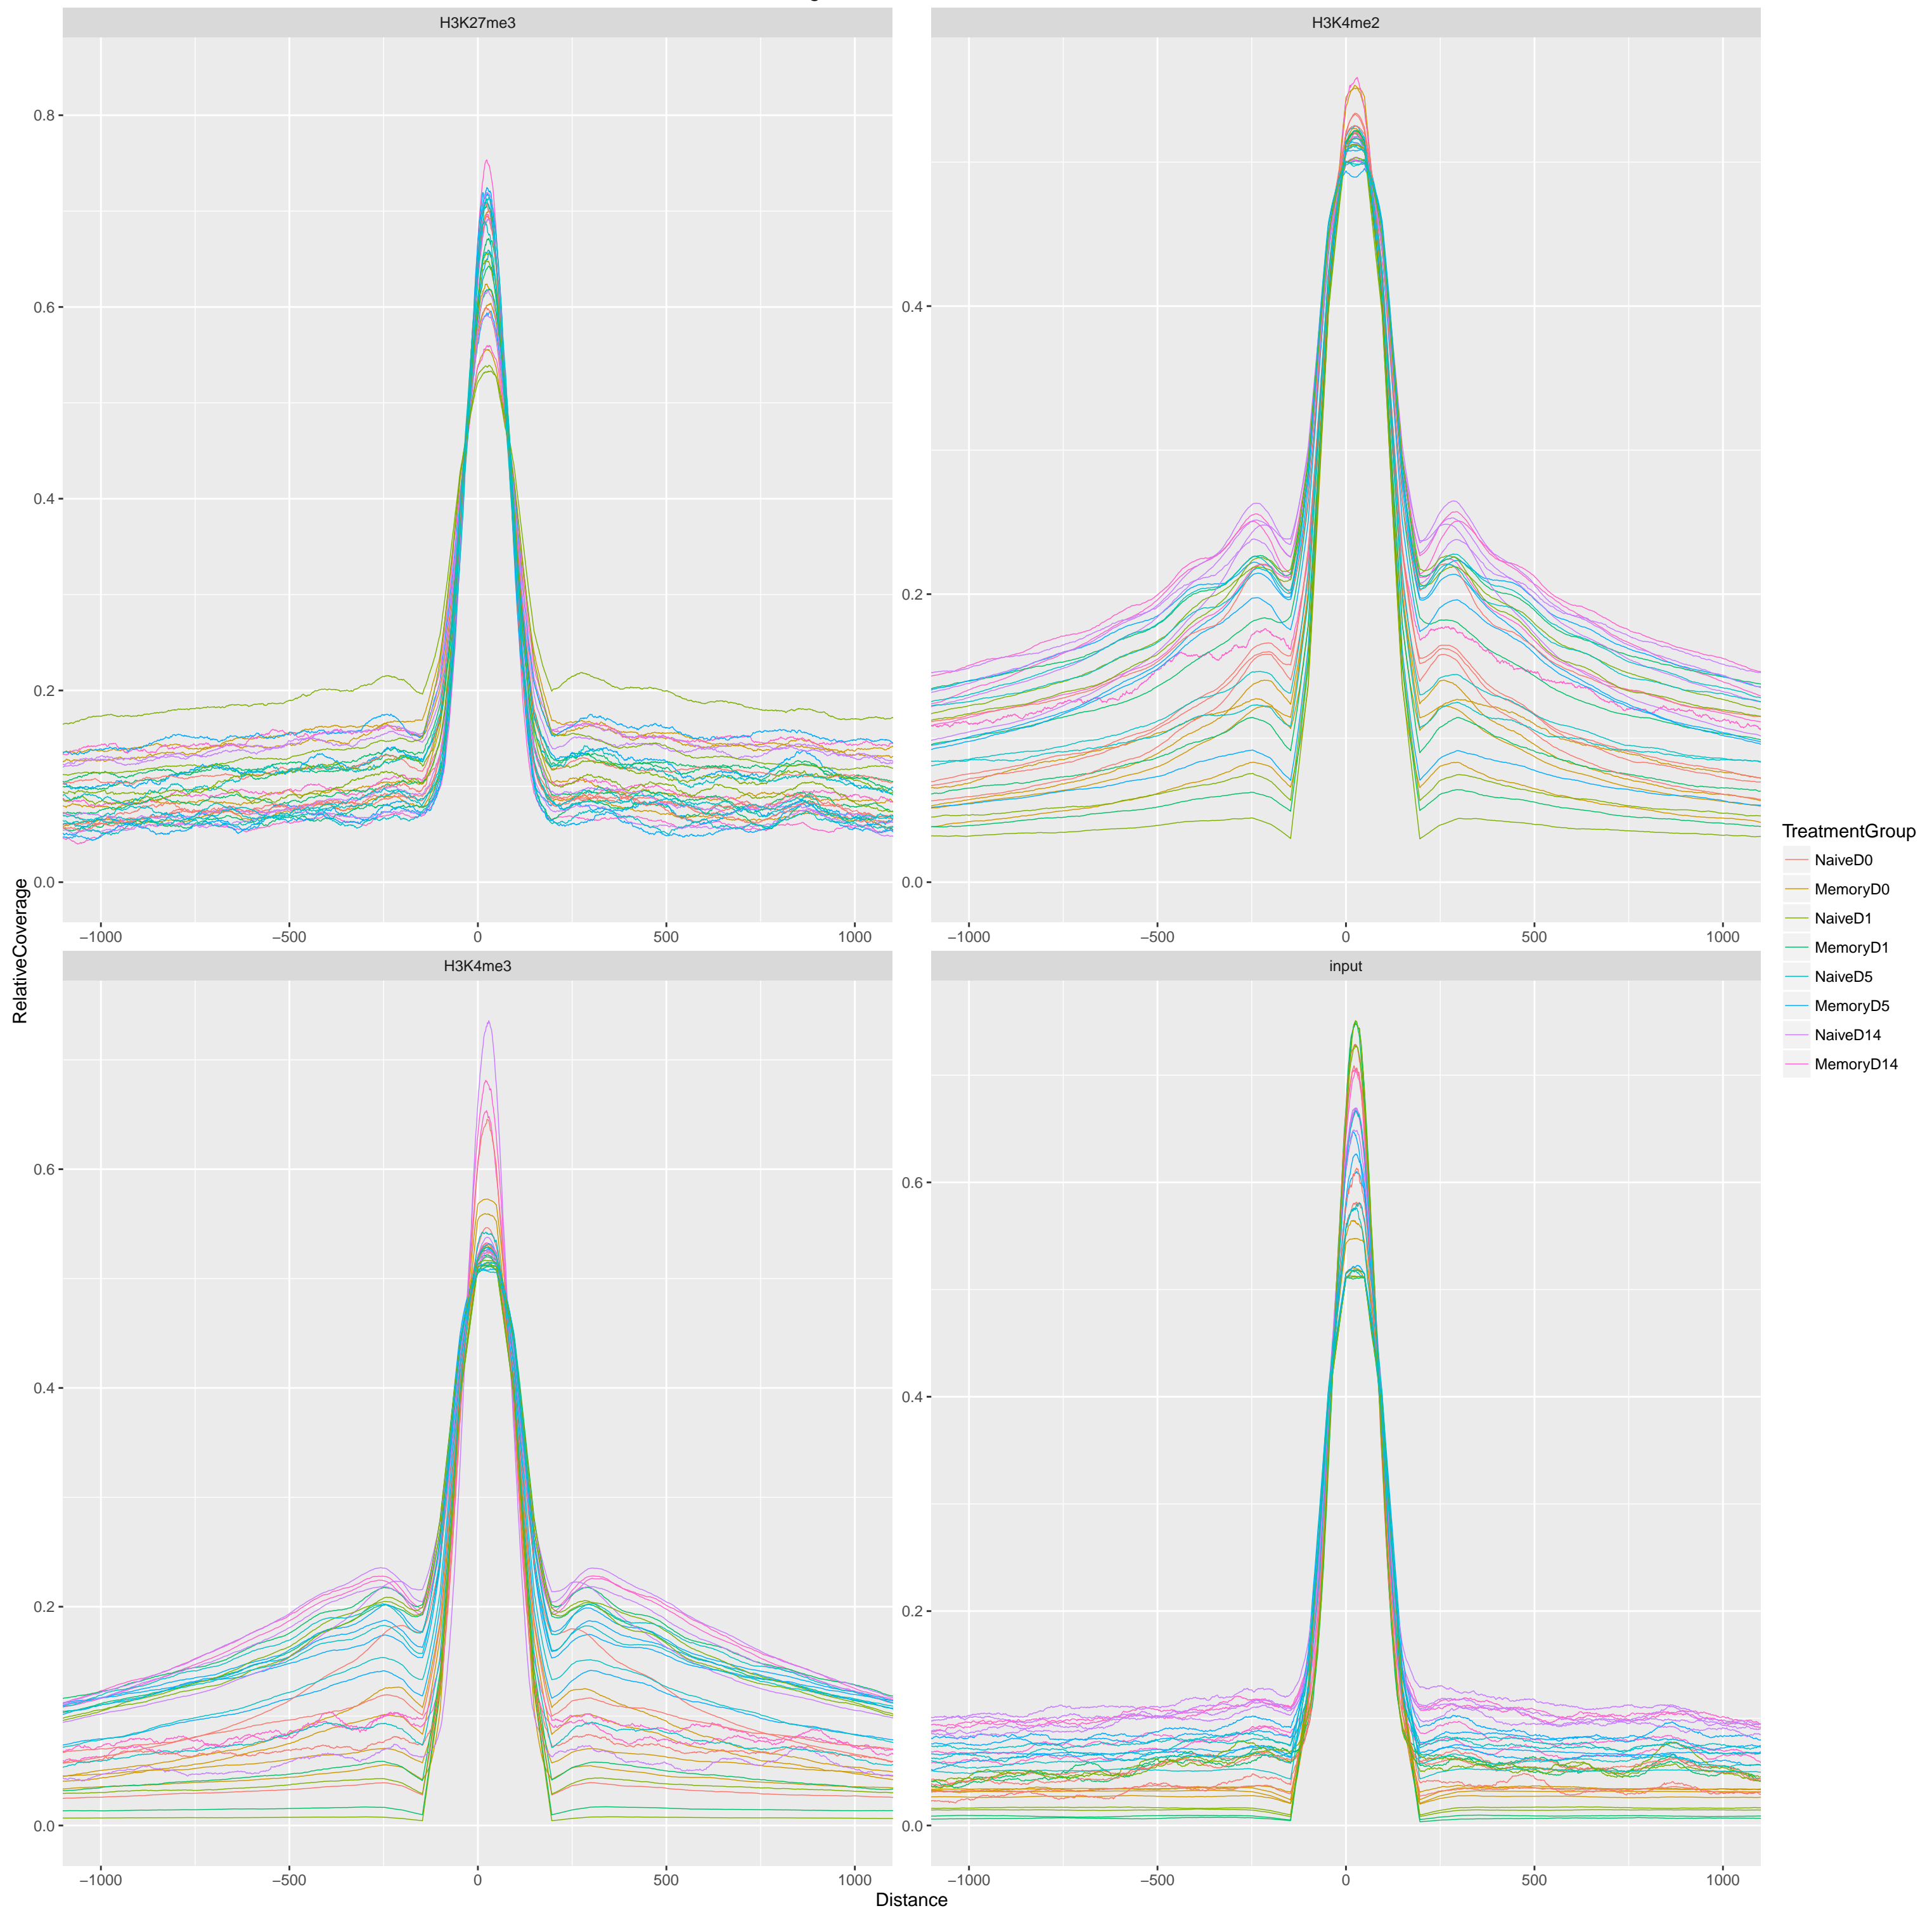 H3K27me3
H3K4me2
0.8
0.6
0.4
0.2
0.0
0.4
0.2
0.0
−1000 −500 0 500 1000
−1000 −500 0 500 1000
H3K4me3
input
0.6
0.4
0.2
0.0
0.6
0.4
0.2
0.0
−1000 −500 0 500 1000
−1000 −500 0 500 1000
RelativeCoverage
Distance
TreatmentGroup
NaiveD0
MemoryD0
NaiveD1
MemoryD1
NaiveD5
MemoryD5
NaiveD14
MemoryD14